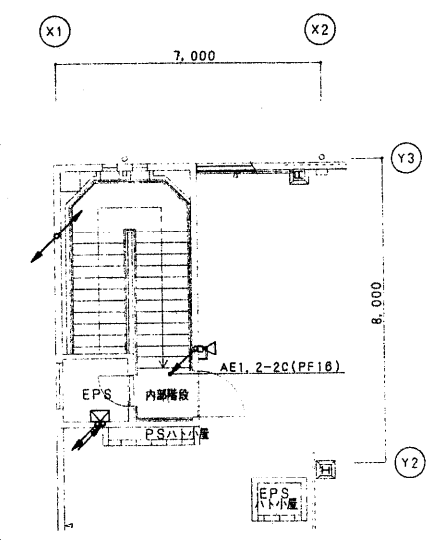 X1
X2
7,000
Y3
8,000
AE1.2-2C(PF16)
EPS
内部階段
PSハト小屋
Y2
EPS
ハト小屋